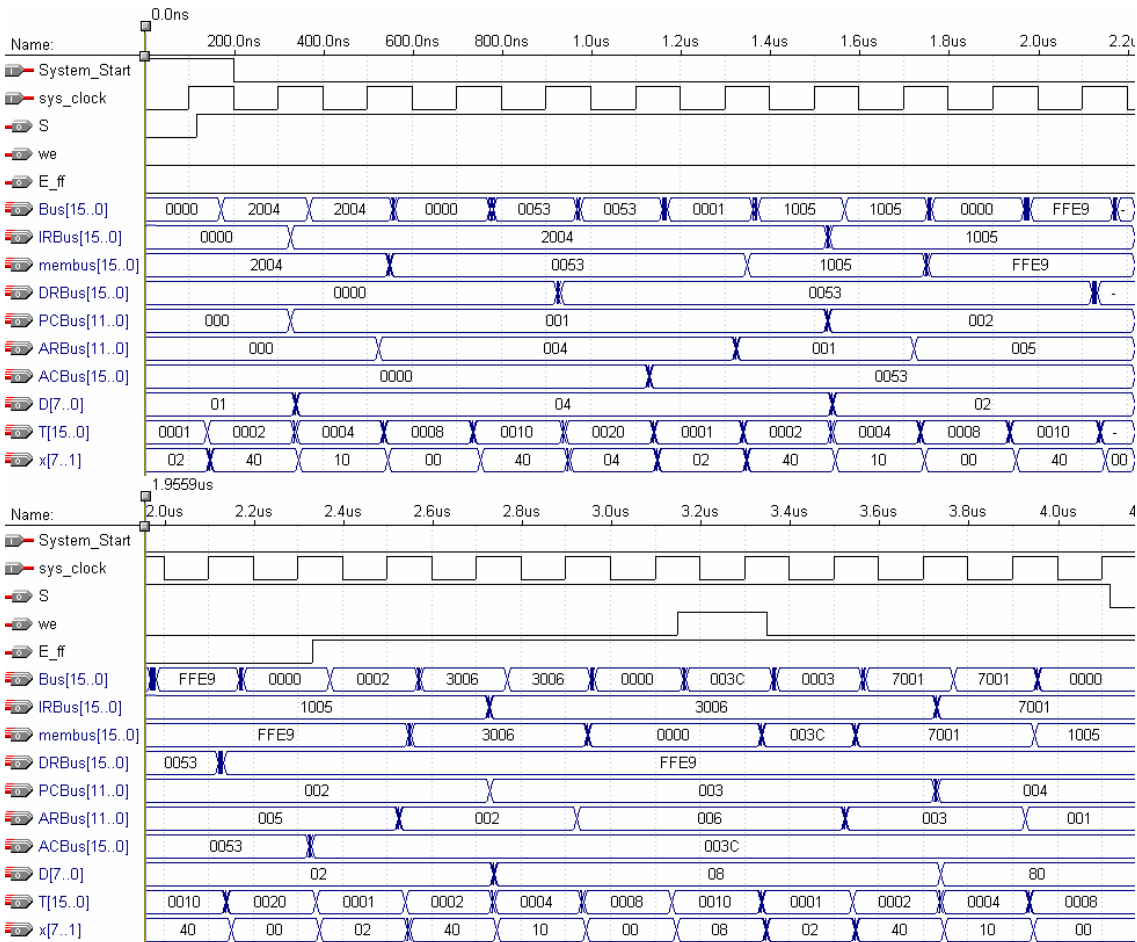 0.0ns
Name: 200.0ns 400.0ns 600.0ns 800.0ns 1.0us 1.2us 1.4us 1.6us 1.8us 2.0us 2.2u
System_Start
sys_clock
S
we
E_ff
Bus[15..0] 0000 2004 2004 0000 0053 0053 0001 1005 1005 0000 FFE9 -
IRBus[15..0] 0000 2004 1005
membus[15..0] 2004 0053 1005 FFE9
DRBus[15..0] 0000 0053 -
PCBus[11..0] 000 001 002
ARBus[11..0] 000 004 001 005
ACBus[15..0] 0000 0053
D[7..0] 01 04 02
T[15..0] 0001 0002 0004 0008 0010 0020 0001 0002 0004 0008 0010 -
x[7..1] 02 40 10 00 40 04 02 40 10 00 40 00
1.9559us
Name: 2.0us 2.2us 2.4us 2.6us 2.8us 3.0us 3.2us 3.4us 3.6us 3.8us 4.0us 4
System_Start
sys_clock
S
we
E_ff
Bus[15..0] FFE9 0000 0002 3006 3006 0000 003C 0003 7001 7001 0000
IRBus[15..0] 1005 3006 7001
membus[15..0] FFE9 3006 0000 003C 7001 1005
DRBus[15..0] 0053 FFE9
PCBus[11..0] 002 003 004
ARBus[11..0] 005 002 006 003 001
ACBus[15..0] 0053 003C
D[7..0] 02 08 80
T[15..0] 0010 0020 0001 0002 0004 0008 0010 0001 0002 0004 0008
x[7..1] 40 00 02 40 10 00 08 02 40 10 00